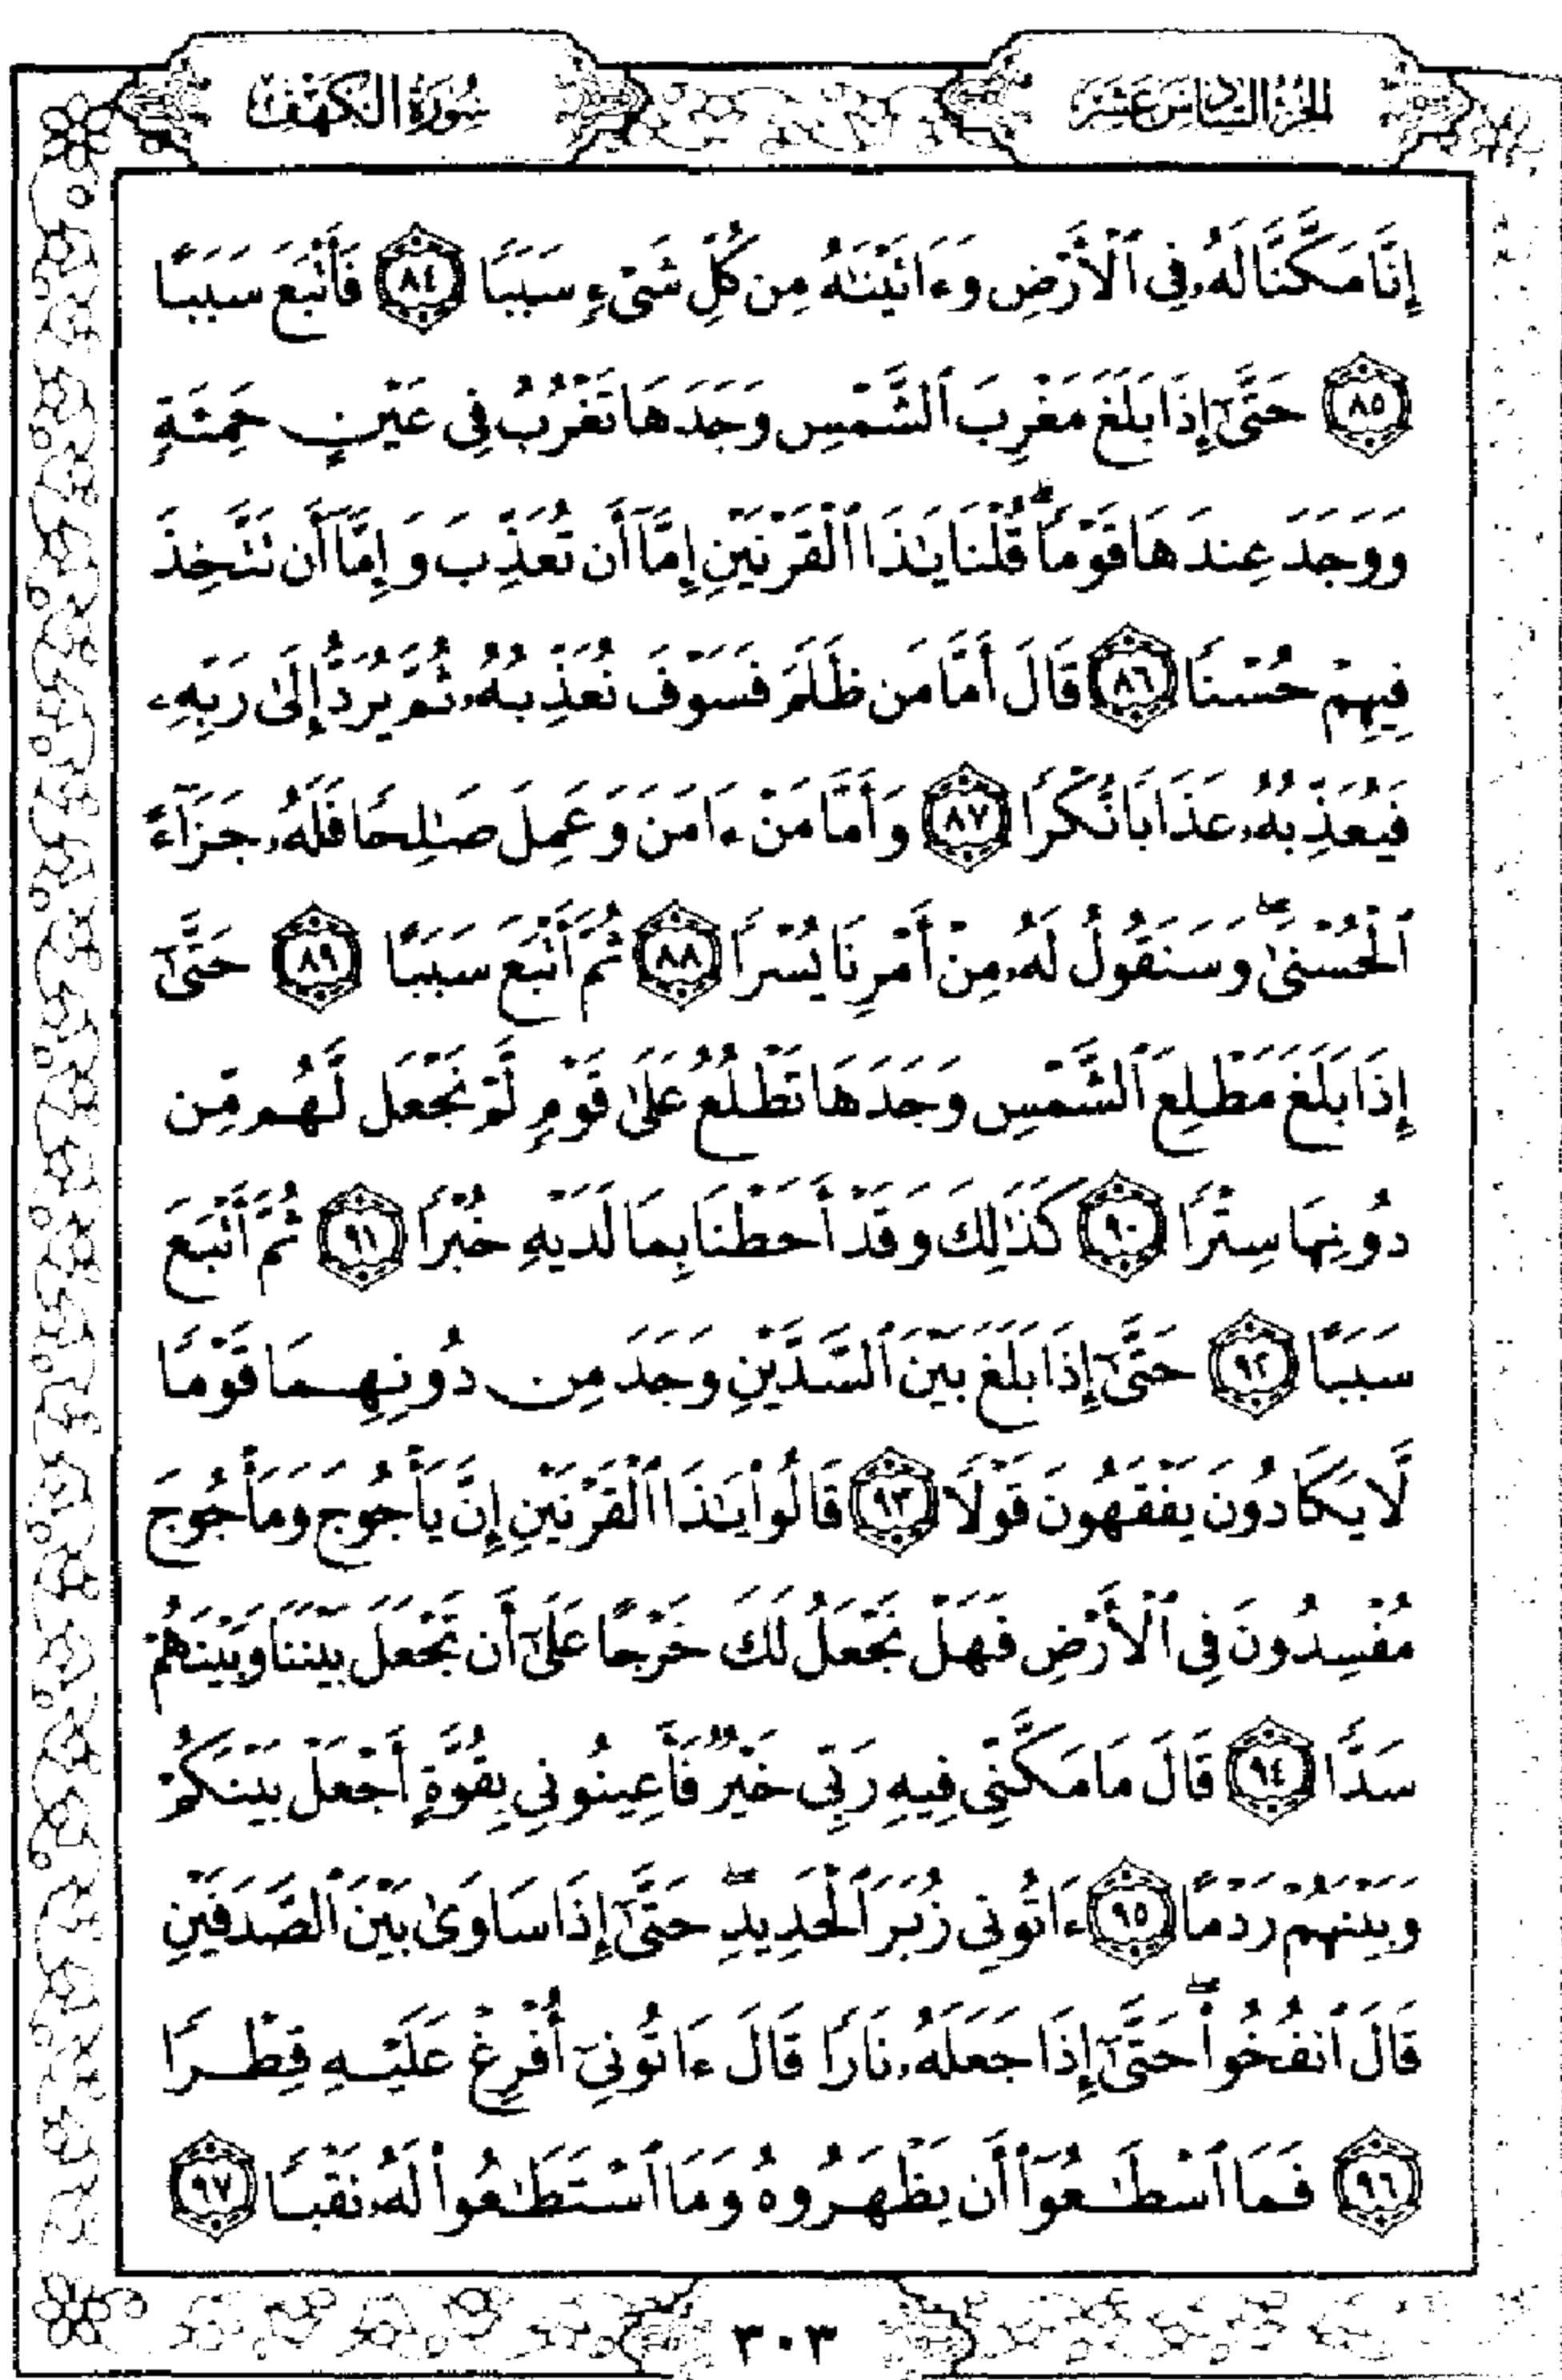 الجزء السادس عشر
سورة الكهف
إِنَّا مَكَّنَّا لَهُۥ فِى ٱلْأَرْضِ وَءَاتَيْنَٰهُ مِن كُلِّ شَىْءٍ سَبَبًا ٨٤ فَأَتْبَعَ سَبَبًا
٨٥ حَتَّىٰٓ إِذَا بَلَغَ مَغْرِبَ ٱلشَّمْسِ وَجَدَهَا تَغْرُبُ فِى عَيْنٍ حَمِئَةٍ
وَوَجَدَ عِندَهَا قَوْمًا ۗ قُلْنَا يَٰذَا ٱلْقَرْنَيْنِ إِمَّآ أَن تُعَذِّبَ وَإِمَّآ أَن تَتَّخِذَ
فِيهِمْ حُسْنًا ٨٦ قَالَ أَمَّا مَن ظَلَمَ فَسَوْفَ نُعَذِّبُهُۥ ثُمَّ يُرَدُّ إِلَىٰ رَبِّهِۦ
فَيُعَذِّبُهُۥ عَذَابًا نُّكْرًا ٨٧ وَأَمَّا مَنْ ءَامَنَ وَعَمِلَ صَٰلِحًا فَلَهُۥ جَزَآءً
ٱلْحُسْنَىٰ ۖ وَسَنَقُولُ لَهُۥ مِنْ أَمْرِنَا يُسْرًا ٨٨ ثُمَّ أَتْبَعَ سَبَبًا ٨٩ حَتَّىٰٓ
إِذَا بَلَغَ مَطْلِعَ ٱلشَّمْسِ وَجَدَهَا تَطْلُعُ عَلَىٰ قَوْمٍ لَّمْ نَجْعَل لَّهُم مِّن
دُونِهَا سِتْرًا ٩٠ كَذَٰلِكَ وَقَدْ أَحَطْنَا بِمَا لَدَيْهِ خُبْرًا ٩١ ثُمَّ أَتْبَعَ
سَبَبًا ٩٢ حَتَّىٰٓ إِذَا بَلَغَ بَيْنَ ٱلسَّدَّيْنِ وَجَدَ مِن دُونِهِمَا قَوْمًا
لَّا يَكَادُونَ يَفْقَهُونَ قَوْلًا ٩٣ قَالُوا۟ يَٰذَا ٱلْقَرْنَيْنِ إِنَّ يَأْجُوجَ وَمَأْجُوجَ
مُفْسِدُونَ فِى ٱلْأَرْضِ فَهَلْ نَجْعَلُ لَكَ خَرْجًا عَلَىٰٓ أَن تَجْعَلَ بَيْنَنَا وَبَيْنَهُمْ
سَدًّا ٩٤ قَالَ مَا مَكَّنِّى فِيهِ رَبِّى خَيْرٌ فَأَعِينُونِى بِقُوَّةٍ أَجْعَلْ بَيْنَكُمْ
وَبَيْنَهُمْ رَدْمًا ٩٥ ءَاتُونِى زُبَرَ ٱلْحَدِيدِ ۖ حَتَّىٰٓ إِذَا سَاوَىٰ بَيْنَ ٱلصَّدَفَيْنِ
قَالَ ٱنفُخُوا۟ ۖ حَتَّىٰٓ إِذَا جَعَلَهُۥ نَارًا قَالَ ءَاتُونِىٓ أُفْرِغْ عَلَيْهِ قِطْرًا
٩٦ فَمَا ٱسْطَٰعُوٓا۟ أَن يَظْهَرُوهُ وَمَا ٱسْتَطَٰعُوا۟ لَهُۥ نَقْبًا ٩٧
٣٠٣